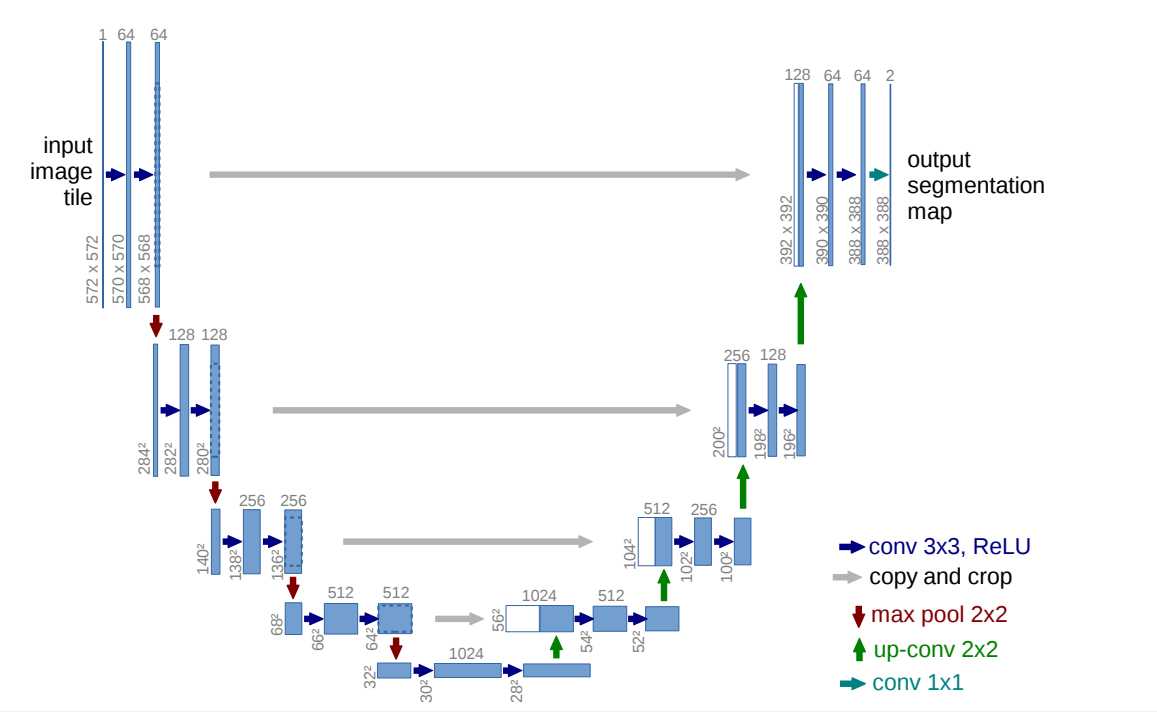 1 64 64
128 64 64 2
input
image
tile
output
segmentation
map
572 x 572
570 x 570
568 x 568
392 x 392
390 x 390
388 x 388
388 x 388
128 128
256 128
284²
282²
280²
200²
198²
196²
256 256
512 256
140²
138²
136²
104²
102²
100²
conv 3x3, ReLU
copy and crop
max pool 2x2
up-conv 2x2
conv 1x1
512 512
1024 512
68²
66²
64²
56²
54²
52²
1024
32²
30²
28²